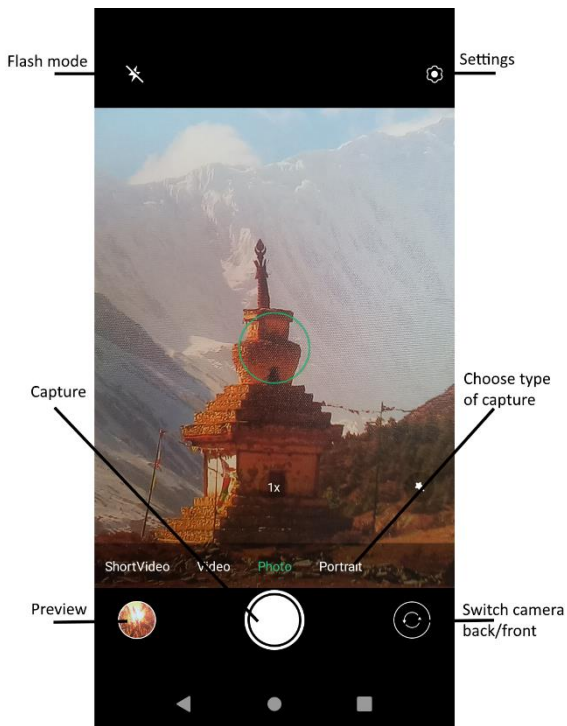 Flash mode
Settings
Capture
Choose type
of capture
1x
ShortVideo Video Photo Portrait
Preview
Switch camera
back/front